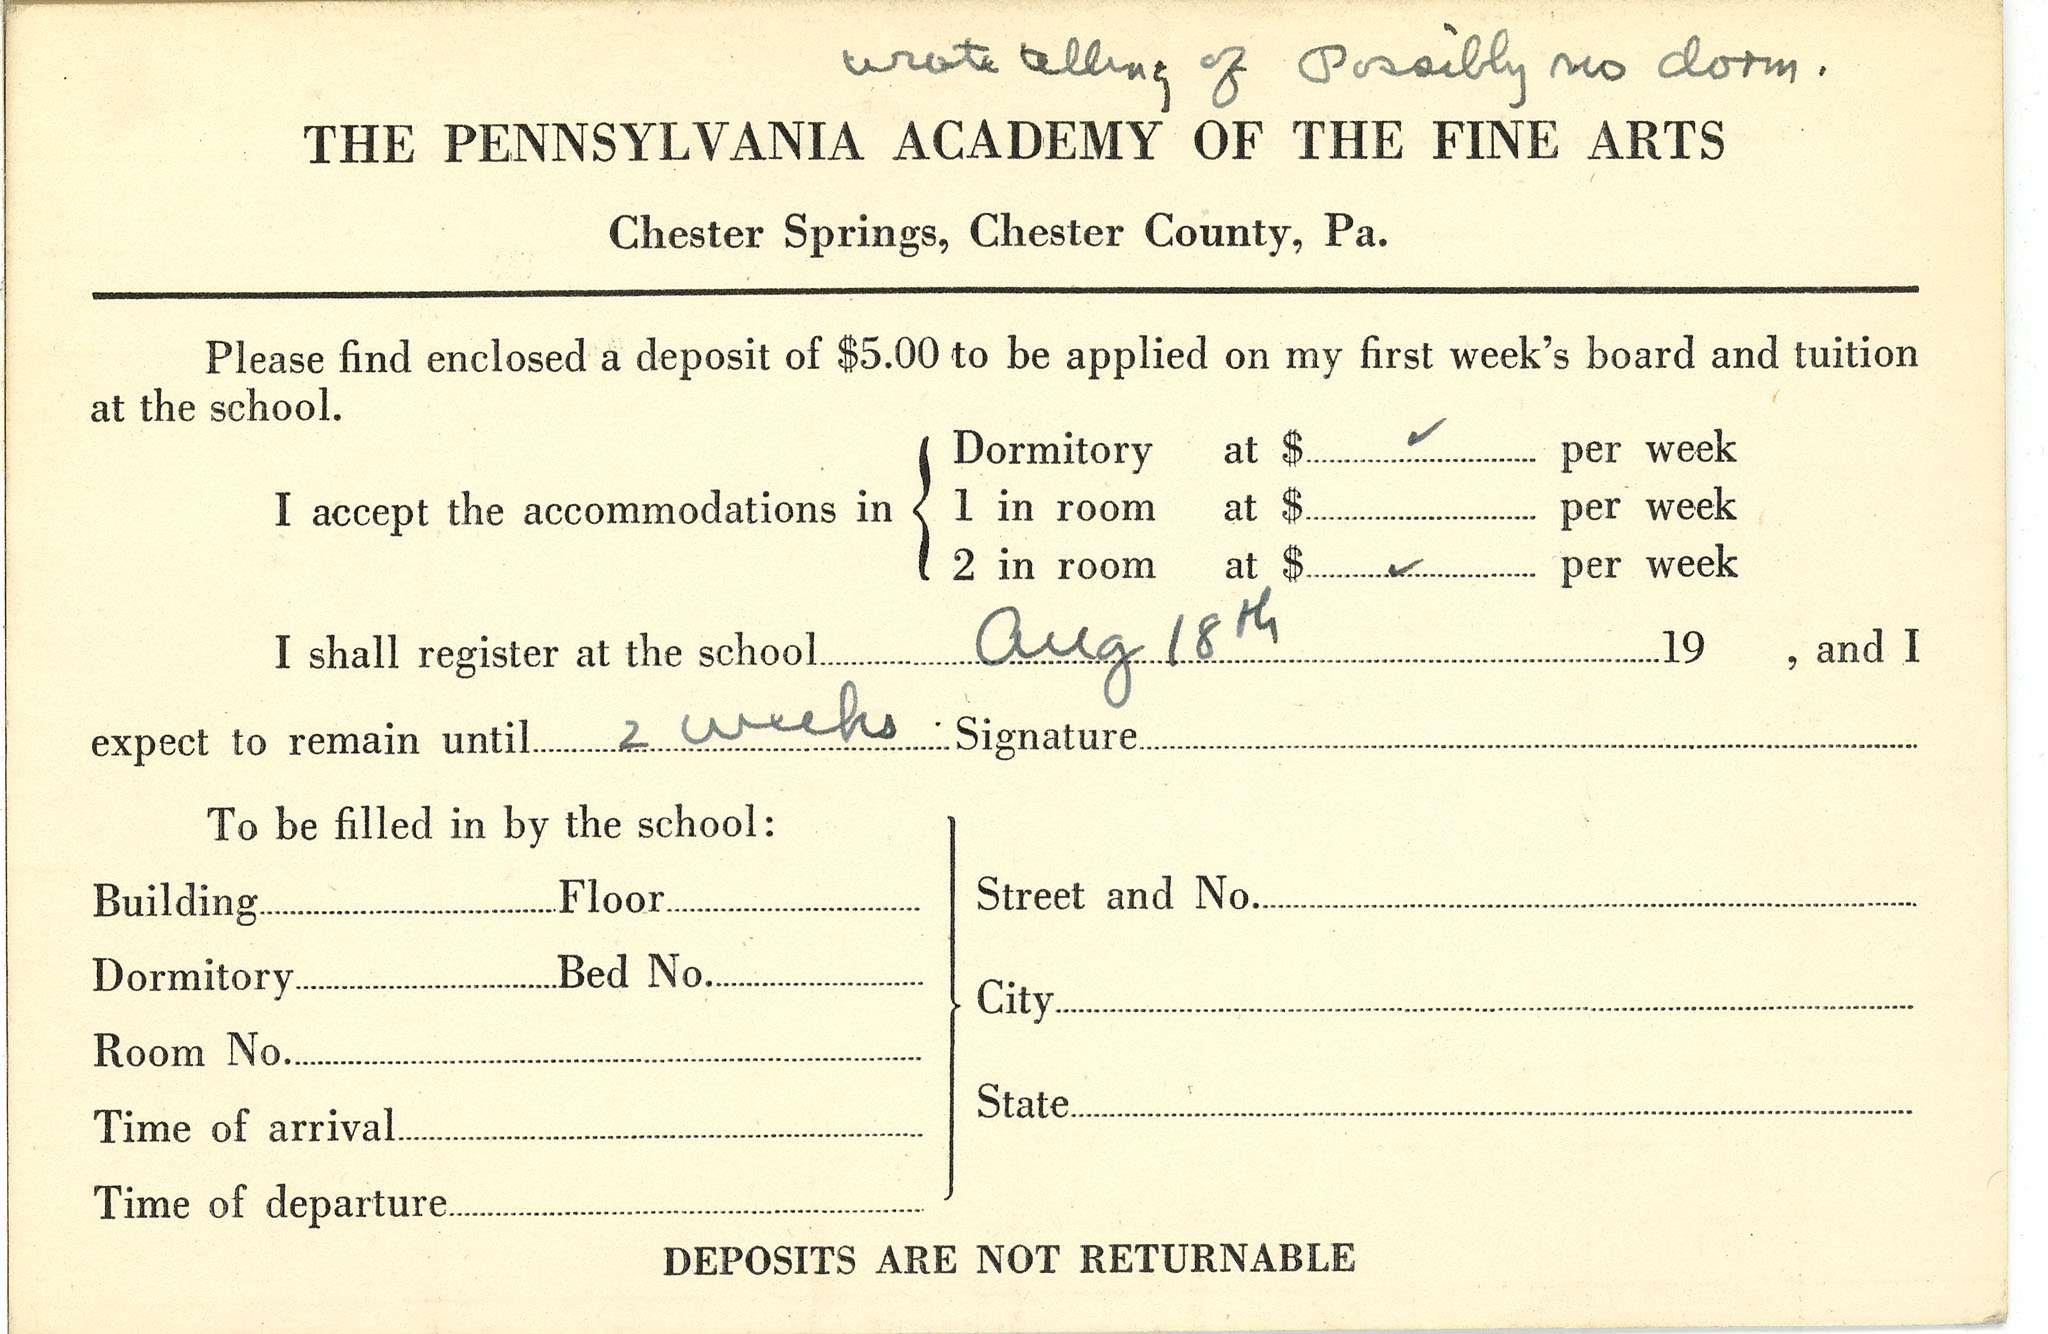 wrote telling of Possibly no dorm.
THE PENNSYLVANIA ACADEMY OF THE FINE ARTS
Chester Springs, Chester County, Pa.
Please find enclosed a deposit of $5.00 to be applied on my first week's board and tuition
at the school.
Dormitory at $ ✓ per week
I accept the accommodations in { 1 in room at $ per week
2 in room at $ ✓ per week
I shall register at the school Aug 18th 19 , and I
expect to remain until 2 weeks Signature
To be filled in by the school:
Building Floor
Dormitory Bed No.
Room No.
Time of arrival
Time of departure
Street and No.
City
State
DEPOSITS ARE NOT RETURNABLE